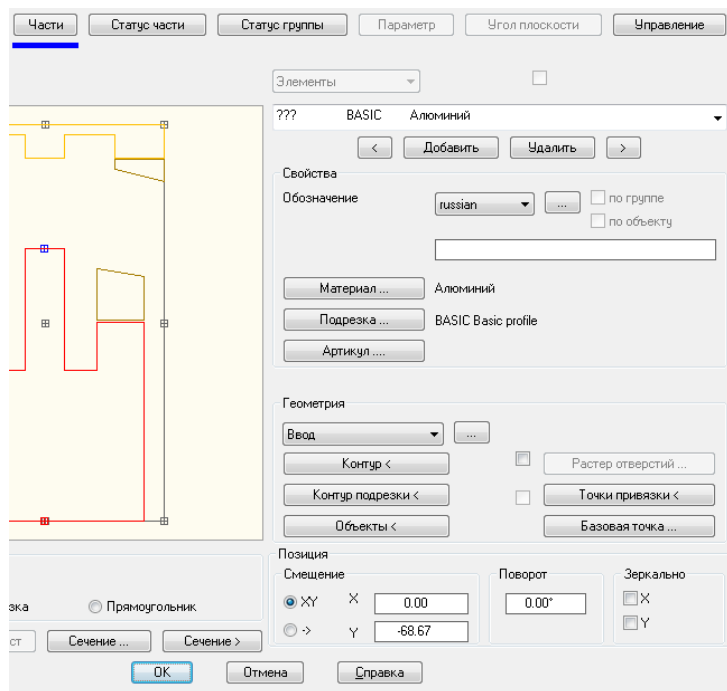 Части Статус части Статус группы Параметр Угол плоскости Управление
Элементы
??? BASIC Алюминий
< Добавить Удалить >
Свойства
Обозначение russian ... по группе
по объекту
Материал ... Алюминий
Подрезка ... BASIC Basic profile
Артикул ....
Геометрия
Ввод ...
Контур < Растер отверстий ...
Контур подрезки < Точки привязки <
Объекты < Базовая точка ...
Позиция
Смещение Поворот Зеркально
XY X 0.00 0.00° X
-> Y -68.67 Y
зка Прямоугольник
ст Сечение ... Сечение >
OK Отмена Справка